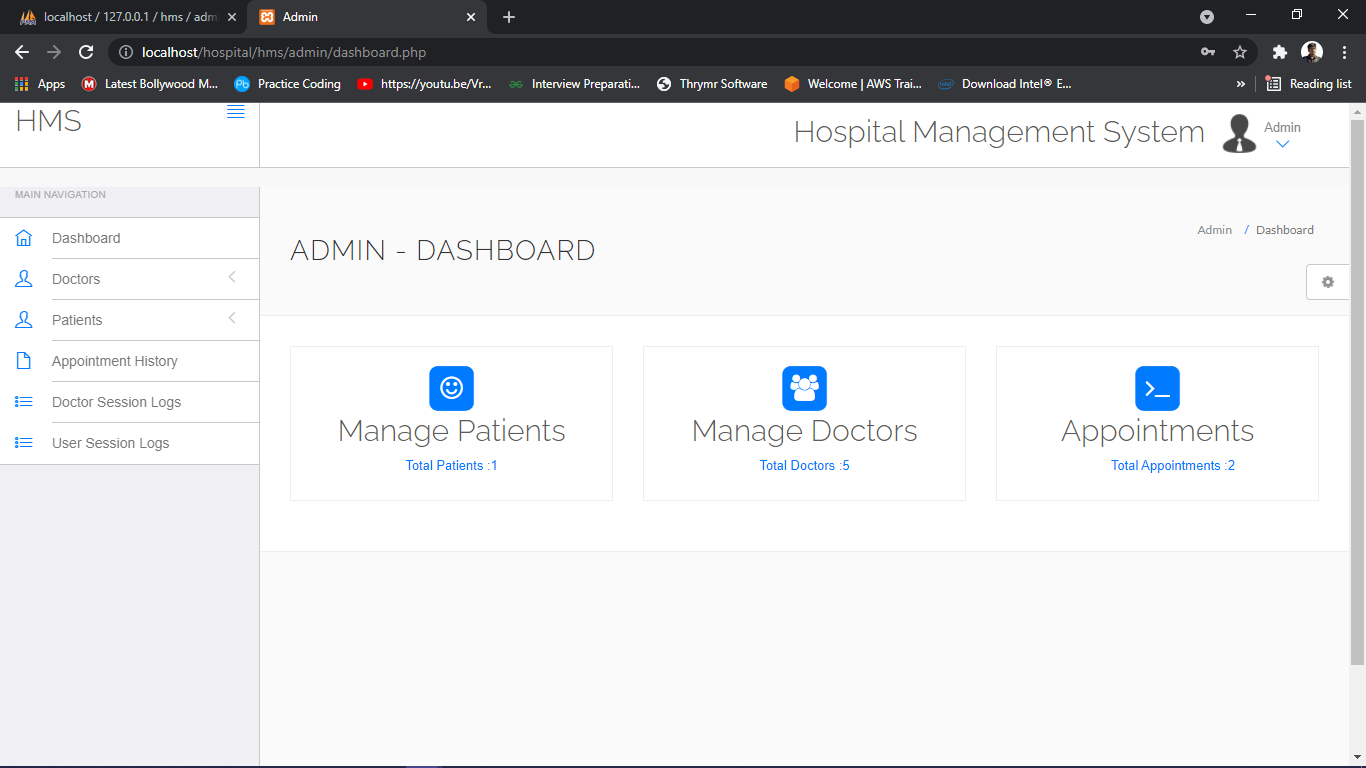 localhost / 127.0.0.1 / hms / adm
Admin
localhost/hospital/hms/admin/dashboard.php
Apps
Latest Bollywood M...
Pb
Practice Coding
https://youtu.be/Vr...
Interview Preparati...
Thrymr Software
Welcome | AWS Trai...
Download Intel® E...
»
Reading list
HMS
Hospital Management System
Admin
MAIN NAVIGATION
Dashboard
Doctors
Patients
Appointment History
Doctor Session Logs
User Session Logs
ADMIN - DASHBOARD
Admin / Dashboard
Manage Patients
Total Patients :1
Manage Doctors
Total Doctors :5
Appointments
Total Appointments :2